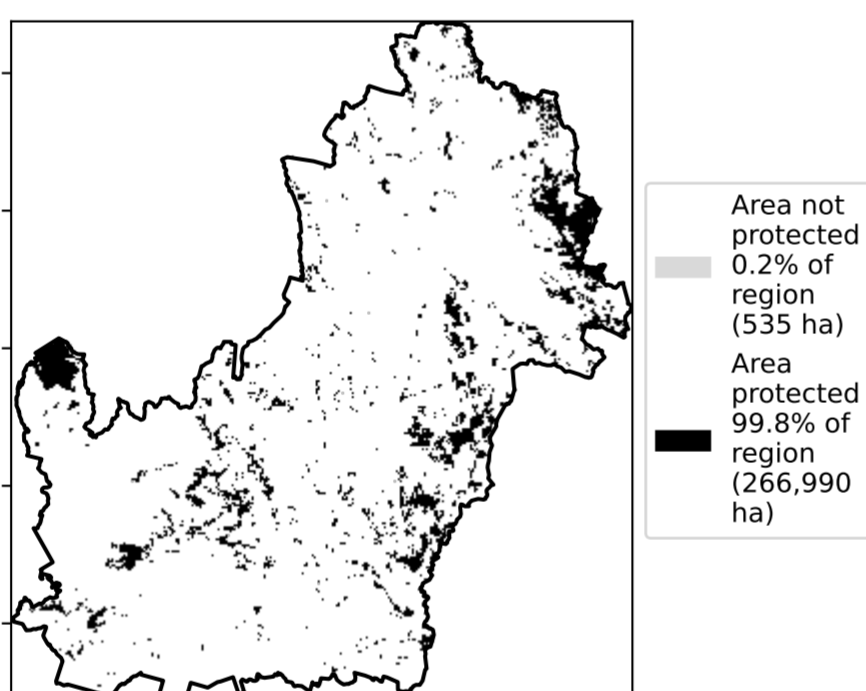 Area not
protected
0.2% of
region
(535 ha)
Area
protected
99.8% of
region
(266,990
ha)